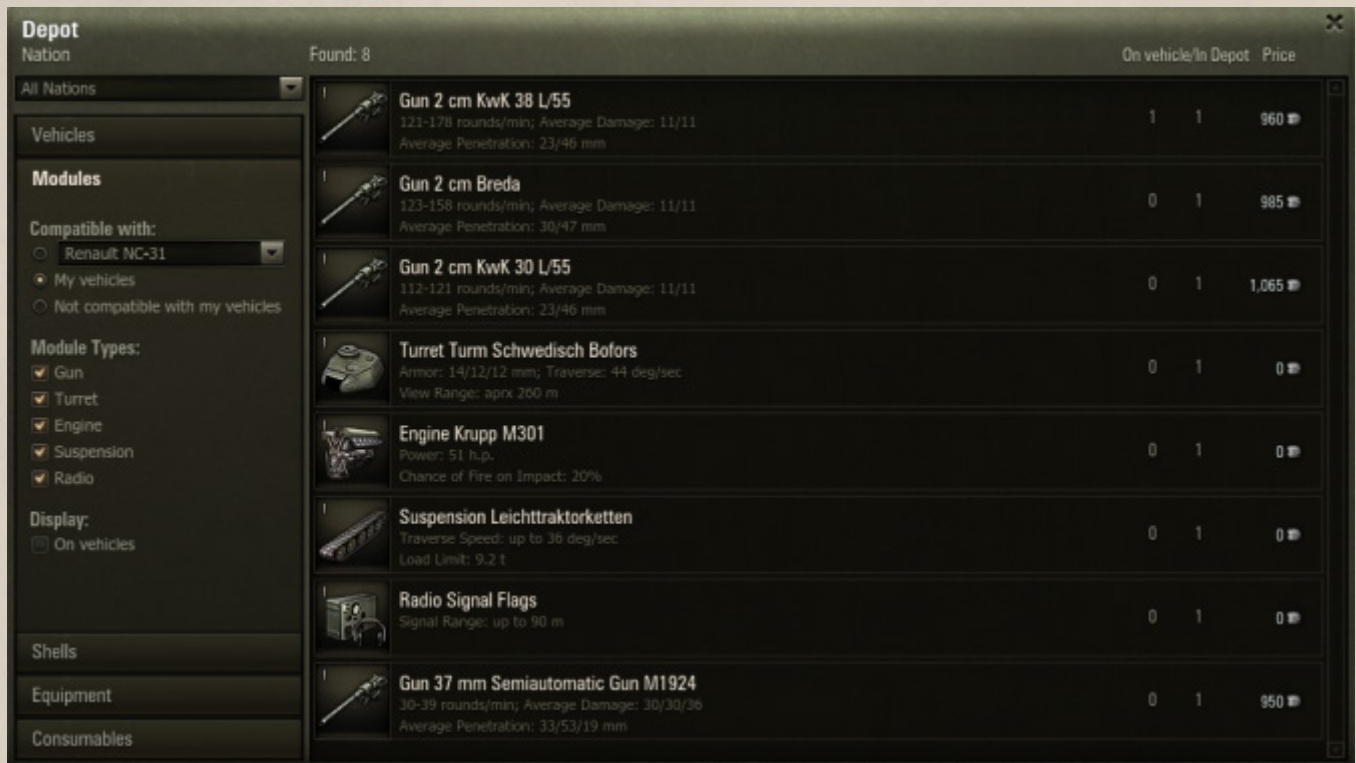 Depot
Nation
Found: 8
On vehicle/In Depot Price
All Nations
Vehicles
Modules
Compatible with:
Renault NC-31
My vehicles
Not compatible with my vehicles
Module Types:
Gun
Turret
Engine
Suspension
Radio
Display:
On vehicles
Shells
Equipment
Consumables
I
Gun 2 cm KwK 38 L/55
121-178 rounds/min; Average Damage: 11/11
Average Penetration: 23/46 mm
1 1 960
I
Gun 2 cm Breda
123-158 rounds/min; Average Damage: 11/11
Average Penetration: 30/47 mm
0 1 985
I
Gun 2 cm KwK 30 L/55
112-121 rounds/min; Average Damage: 11/11
Average Penetration: 23/46 mm
0 1 1,065
I
Turret Turm Schwedisch Bofors
Armor: 14/12/12 mm; Traverse: 44 deg/sec
View Range: aprx 260 m
0 1 0
I
Engine Krupp M301
Power: 51 h.p.
Chance of Fire on Impact: 20%
0 1 0
I
Suspension Leichttraktorketten
Traverse Speed: up to 36 deg/sec
Load Limit: 9.2 t
0 1 0
I
Radio Signal Flags
Signal Range: up to 90 m
0 1 0
I
Gun 37 mm Semiautomatic Gun M1924
30-39 rounds/min; Average Damage: 30/30/36
Average Penetration: 33/53/19 mm
0 1 950